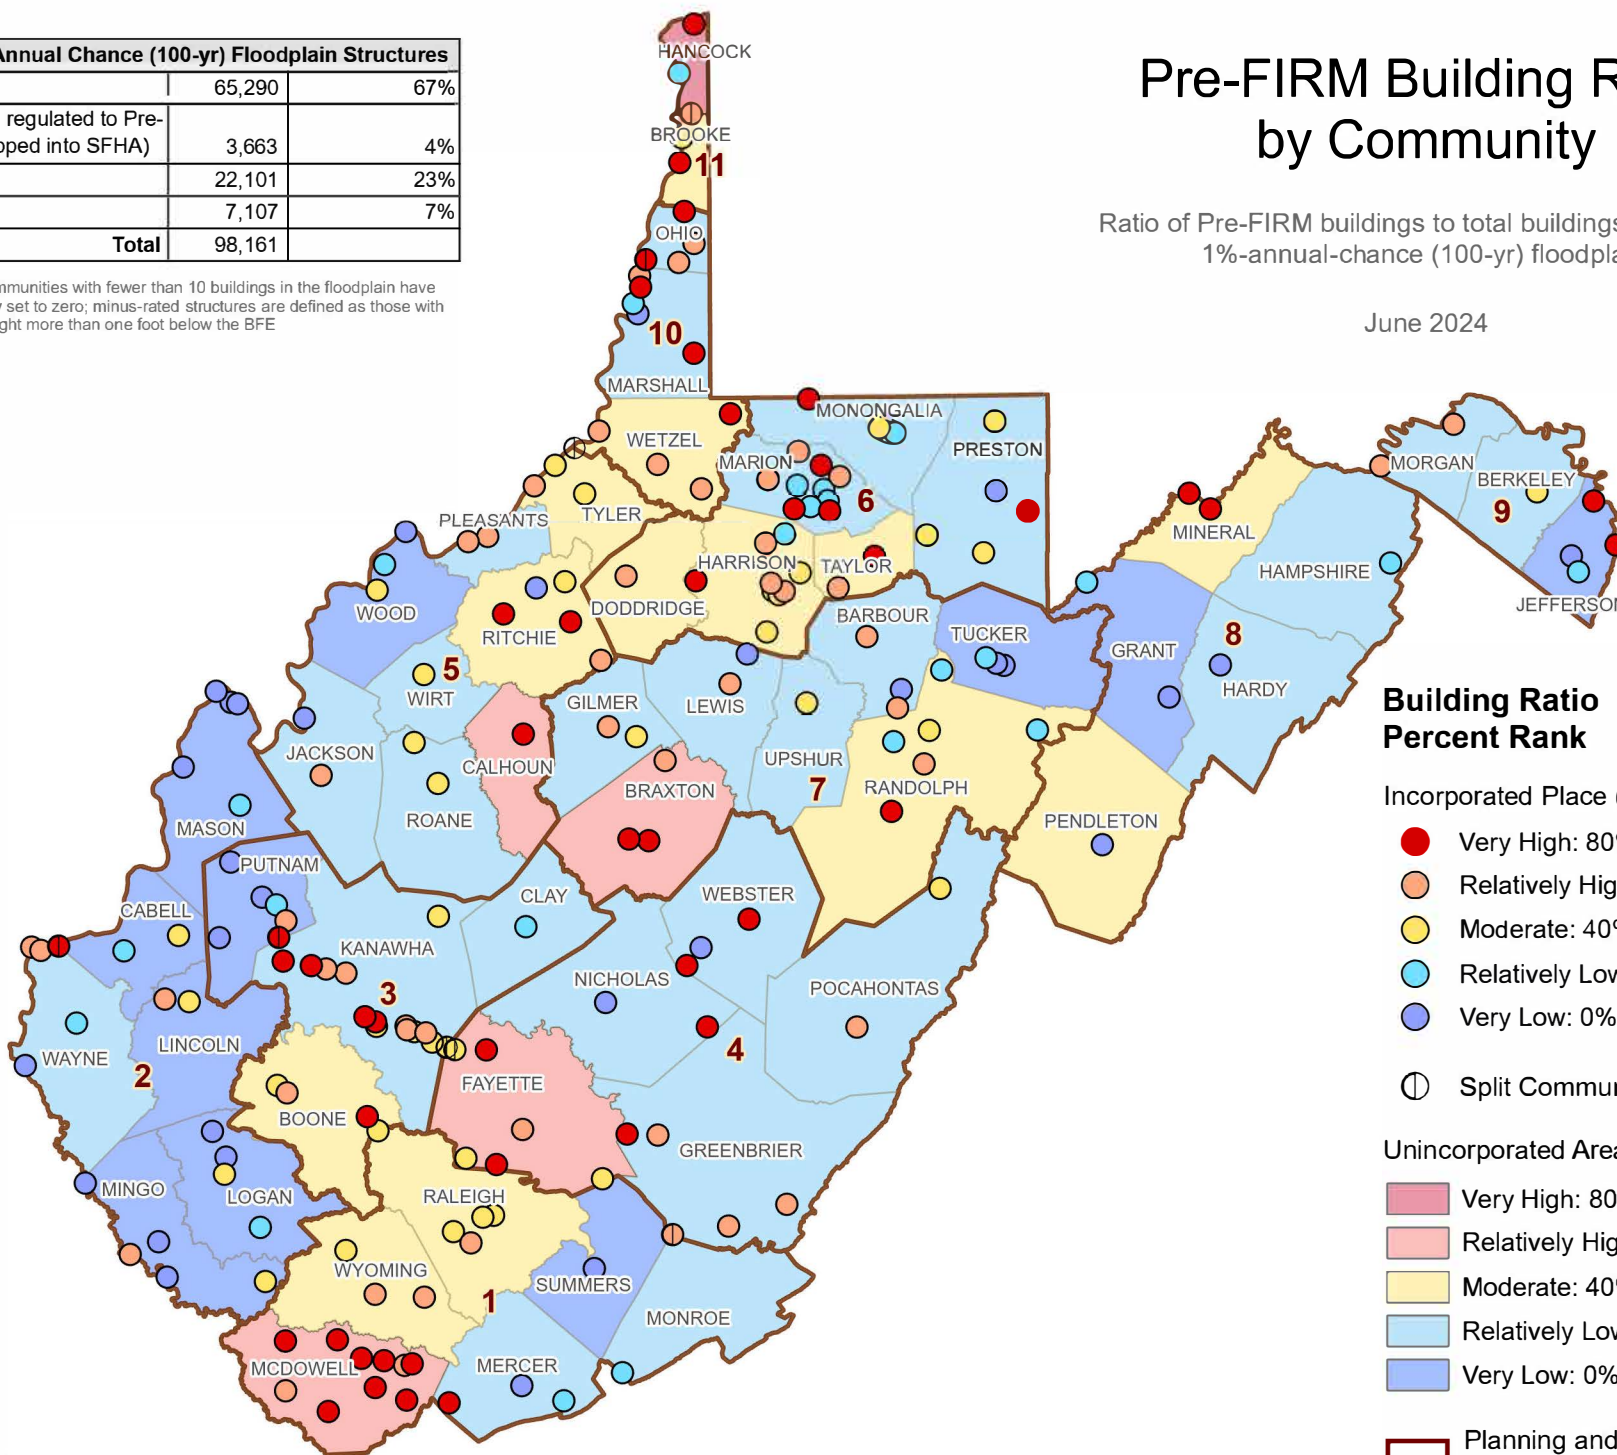 Annual Chance (100-yr) Floodplain Structures
65,290 67%
regulated to Pre-
pped into SFHA) 3,663 4%
22,101 23%
7,107 7%
Total 98,161
mmunities with fewer than 10 buildings in the floodplain have
set to zero; minus-rated structures are defined as those with
ght more than one foot below the BFE
Pre-FIRM Building R
by Community
Ratio of Pre-FIRM buildings to total buildings
1%-annual-chance (100-yr) floodpla
June 2024
HANCOCK
BROOKE
11
OHIO
10
MARSHALL
WETZEL
MONONGALIA
PRESTON
MARION
6
TYLER
PLEASANTS
HARRISON
TAYLOR
DODDRIDGE
WOOD
RITCHIE
BARBOUR
TUCKER
GRANT
MINERAL
HAMPSHIRE
MORGAN
BERKELEY
9
JEFFERSON
8
HARDY
5
WIRT
GILMER
LEWIS
JACKSON
CALHOUN
UPSHUR
7
BRAXTON
RANDOLPH
ROANE
MASON
PENDLETON
PUTNAM
CLAY
WEBSTER
CABELL
KANAWHA
NICHOLAS
POCAHONTAS
3
LINCOLN
WAYNE
2
4
FAYETTE
BOONE
GREENBRIER
MINGO
LOGAN
RALEIGH
WYOMING
SUMMERS
1
MONROE
MCDOWELL
MERCER
Building Ratio
Percent Rank
Incorporated Place (
Very High: 80%
Relatively Hig
Moderate: 40%
Relatively Low
Very Low: 0%
Split Commun
Unincorporated Area
Very High: 80
Relatively Hig
Moderate: 40%
Relatively Low
Very Low: 0%
Planning and